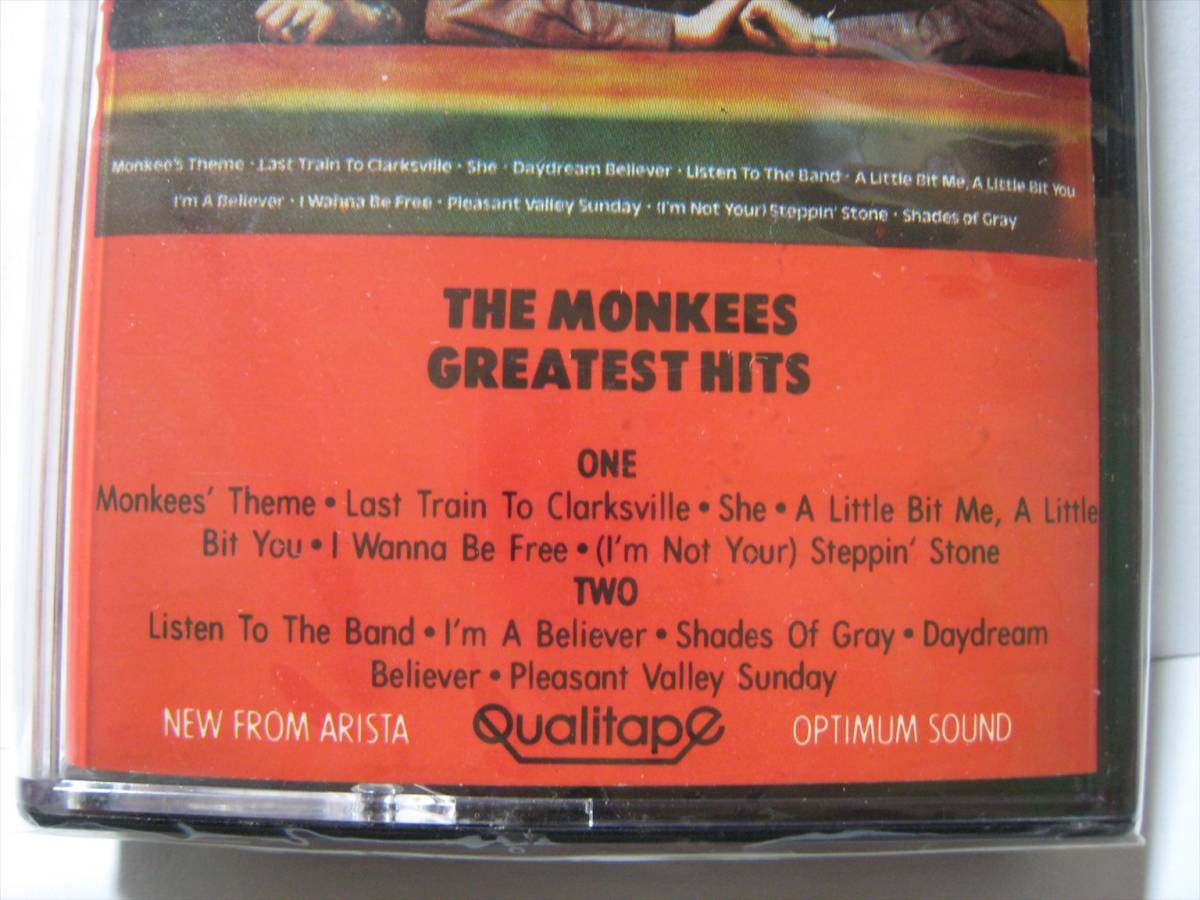 Monkee's Theme · Last Train To Clarksville · She · Daydream Believer · Listen To The Band · A Little Bit Me, A Little Bit You
I'm A Believer · I Wanna Be Free · Pleasant Valley Sunday · (I'm Not Your) Steppin' Stone · Shades of Gray
THE MONKEES
GREATEST HITS
ONE
Monkees' Theme • Last Train To Clarksville • She • A Little Bit Me, A Little
Bit You • I Wanna Be Free • (I'm Not Your) Steppin' Stone
TWO
Listen To The Band • I'm A Believer • Shades Of Gray • Daydream
Believer • Pleasant Valley Sunday
NEW FROM ARISTA Qualitape OPTIMUM SOUND